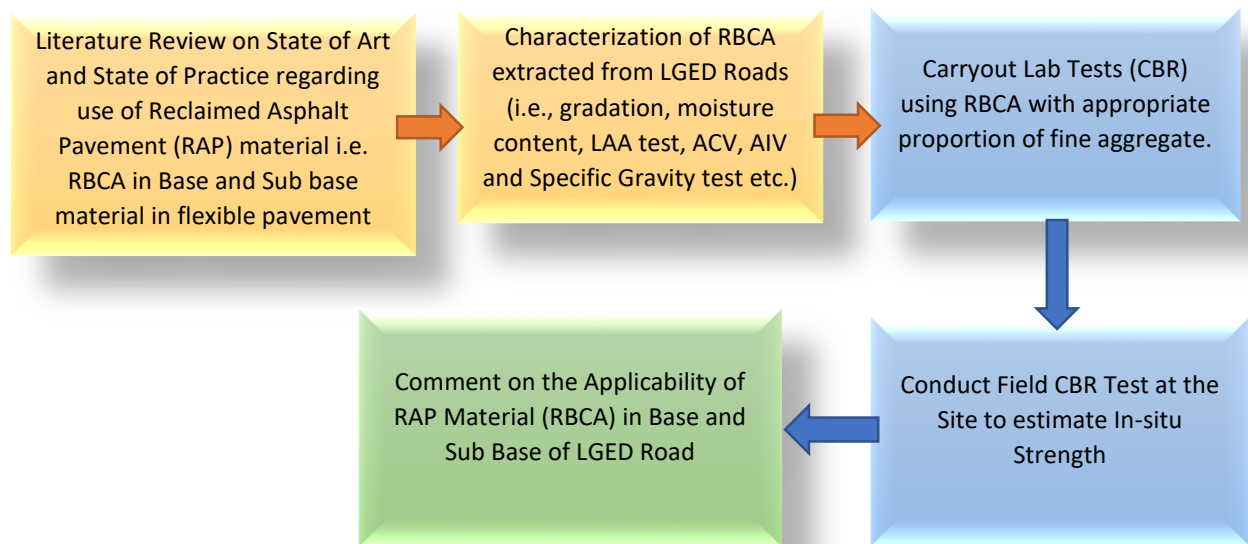 Literature Review on State of Art
and State of Practice regarding
use of Reclaimed Asphalt
Pavement (RAP) material i.e.
RBCA in Base and Sub base
material in flexible pavement
Characterization of RBCA
extracted from LGED Roads
(i.e., gradation, moisture
content, LAA test, ACV, AIV
and Specific Gravity test etc.)
Carryout Lab Tests (CBR)
using RBCA with appropriate
proportion of fine aggregate.
Conduct Field CBR Test at the
Site to estimate In-situ
Strength
Comment on the Applicability of
RAP Material (RBCA) in Base and
Sub Base of LGED Road